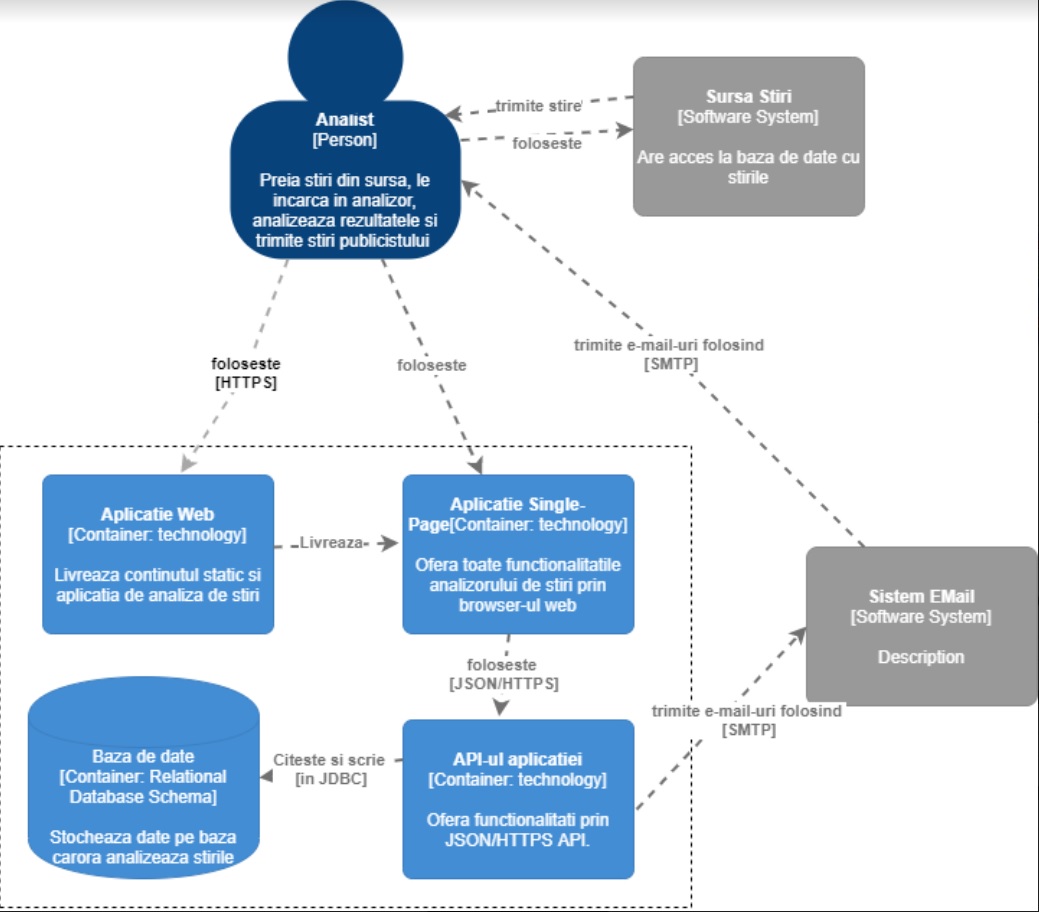 Analist
[Person]
Preia stiri din sursa, le
incarca in analizor,
analizeaza rezultatele si
trimite stiri publicistului
trimite stire
foloseste
Sursa Stiri
[Software System]
Are acces la baza de date cu
stirile
foloseste
[HTTPS]
foloseste
trimite e-mail-uri folosind
[SMTP]
Aplicatie Web
[Container: technology]
Livreaza continutul static si
aplicatia de analiza de stiri
Livreaza
Aplicatie Single-
Page[Container: technology]
Ofera toate functionalitatile
analizorului de stiri prin
browser-ul web
Sistem EMail
[Software System]
Description
foloseste
[JSON/HTTPS]
trimite e-mail-uri folosind
[SMTP]
Baza de date
[Container: Relational
Database Schema]
Stocheaza date pe baza
carora analizeaza stirile
Citeste si scrie
[in JDBC]
API-ul aplicatiei
[Container: technology]
Ofera functionalitati prin
JSON/HTTPS API.